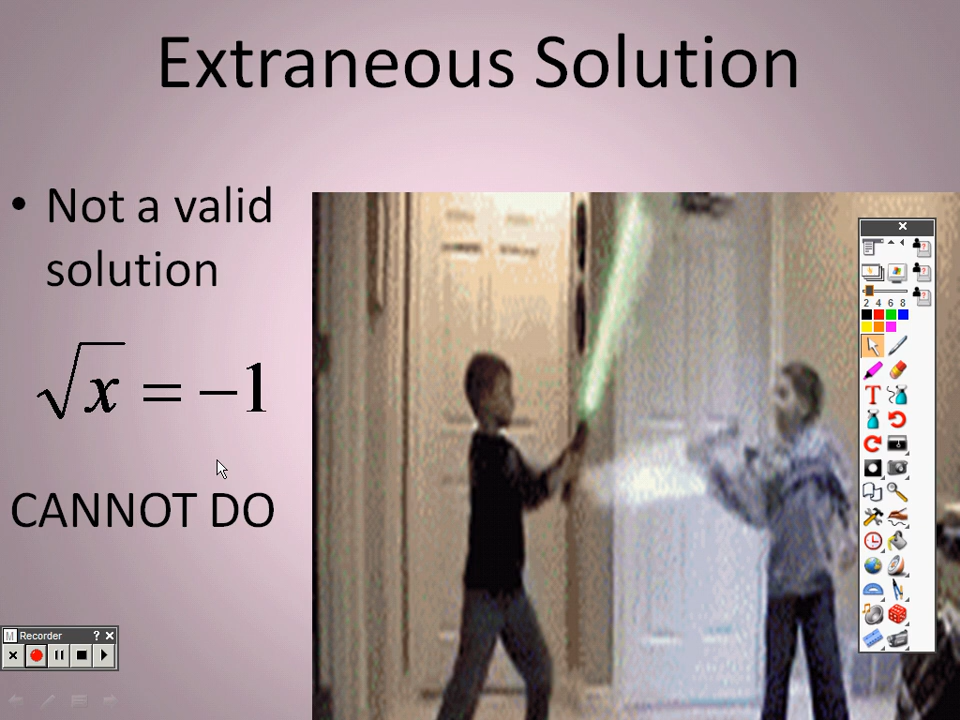 Extraneous Solution
• Not a valid
solution
√x = −1
CANNOT DO
2 4 6 8
T
M Recorder ?